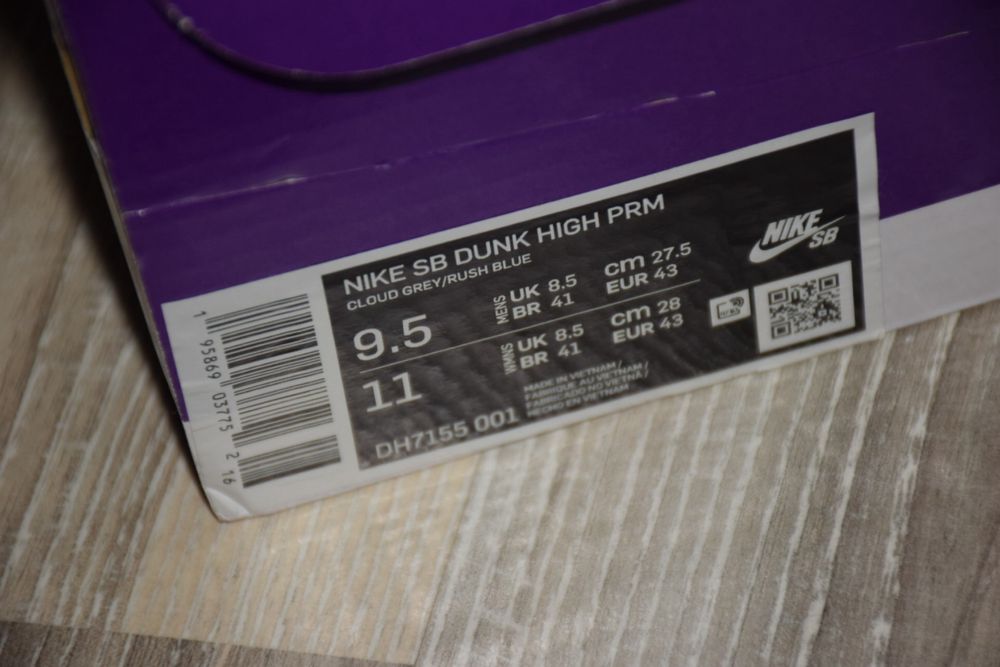 NIKE SB DUNK HIGH PRM
CLOUD GREY/RUSH BLUE
9.5
MENS
UK 8.5
BR 41
cm 27.5
EUR 43
11
WMNS
UK 8.5
BR 41
cm 28
EUR 43
DH7155 001
MADE IN VIETNAM /
FABRIQUE AU VIETNAM /
FABRICADO NO VIETNÃ /
HECHO EN VIETNAM
NIKE
SB
1 95869 03775 2 16